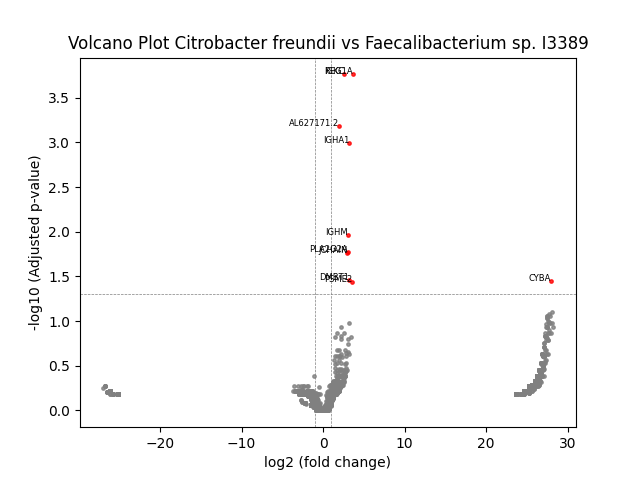 Volcano Plot Citrobacter freundii vs Faecalibacterium sp. I3389
AL627171.2
IGHA1
IGHM
CYBA
3.5
3.0
2.5
2.0
1.5
1.0
0.5
0.0
−20
−10
0
10
20
30
-log10 (Adjusted p-value)
log2 (fold change)